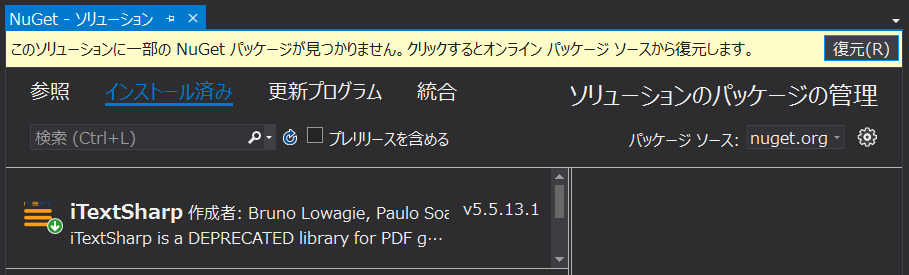 NuGet - ソリューション
このソリューションに一部の NuGet パッケージが見つかりません。クリックするとオンライン パッケージ ソースから復元します。 復元(R)
参照 インストール済み 更新プログラム 統合 ソリューションのパッケージの管理
検索 (Ctrl+L) プレリリースを含める パッケージ ソース: nuget.org
iTextSharp 作成者: Bruno Lowagie, Paulo Soa v5.5.13.1
iTextSharp is a DEPRECATED library for PDF g…